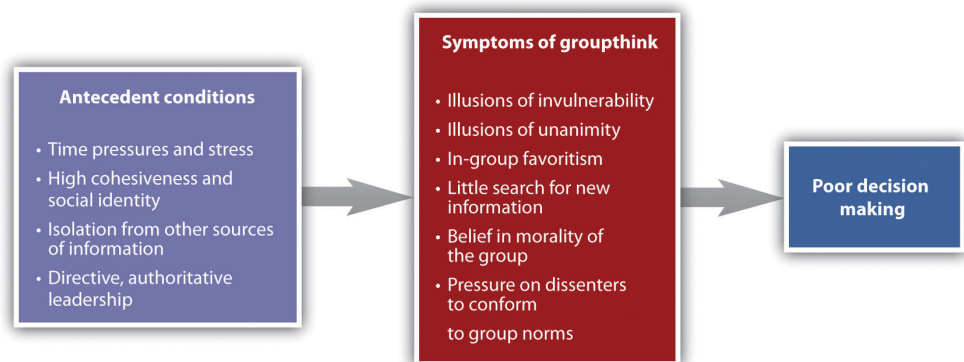 Antecedent conditions
• Time pressures and stress
• High cohesiveness and
social identity
• Isolation from other sources
of information
• Directive, authoritative
leadership
Symptoms of groupthink
• Illusions of invulnerability
• Illusions of unanimity
• In-group favoritism
• Little search for new
information
• Belief in morality of
the group
• Pressure on dissenters
to conform
to group norms
Poor decision
making